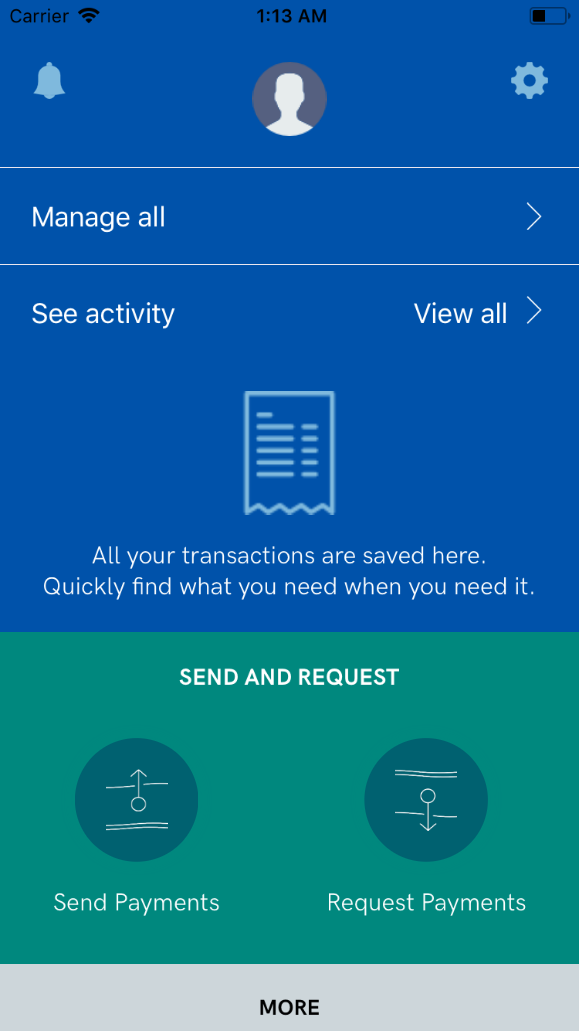 Carrier 1:13 AM
Manage all
See activity View all
All your transactions are saved here.
Quickly find what you need when you need it.
SEND AND REQUEST
Send Payments Request Payments
MORE